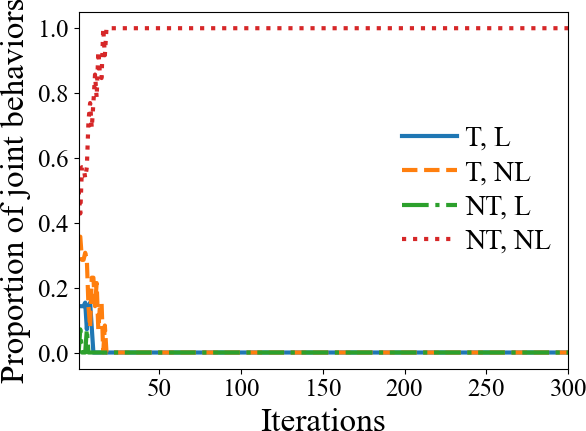 Proportion of joint behaviors
1.0
0.8
0.6
0.4
0.2
0.0
T, L
T, NL
NT, L
NT, NL
50
100
150
200
250
300
Iterations